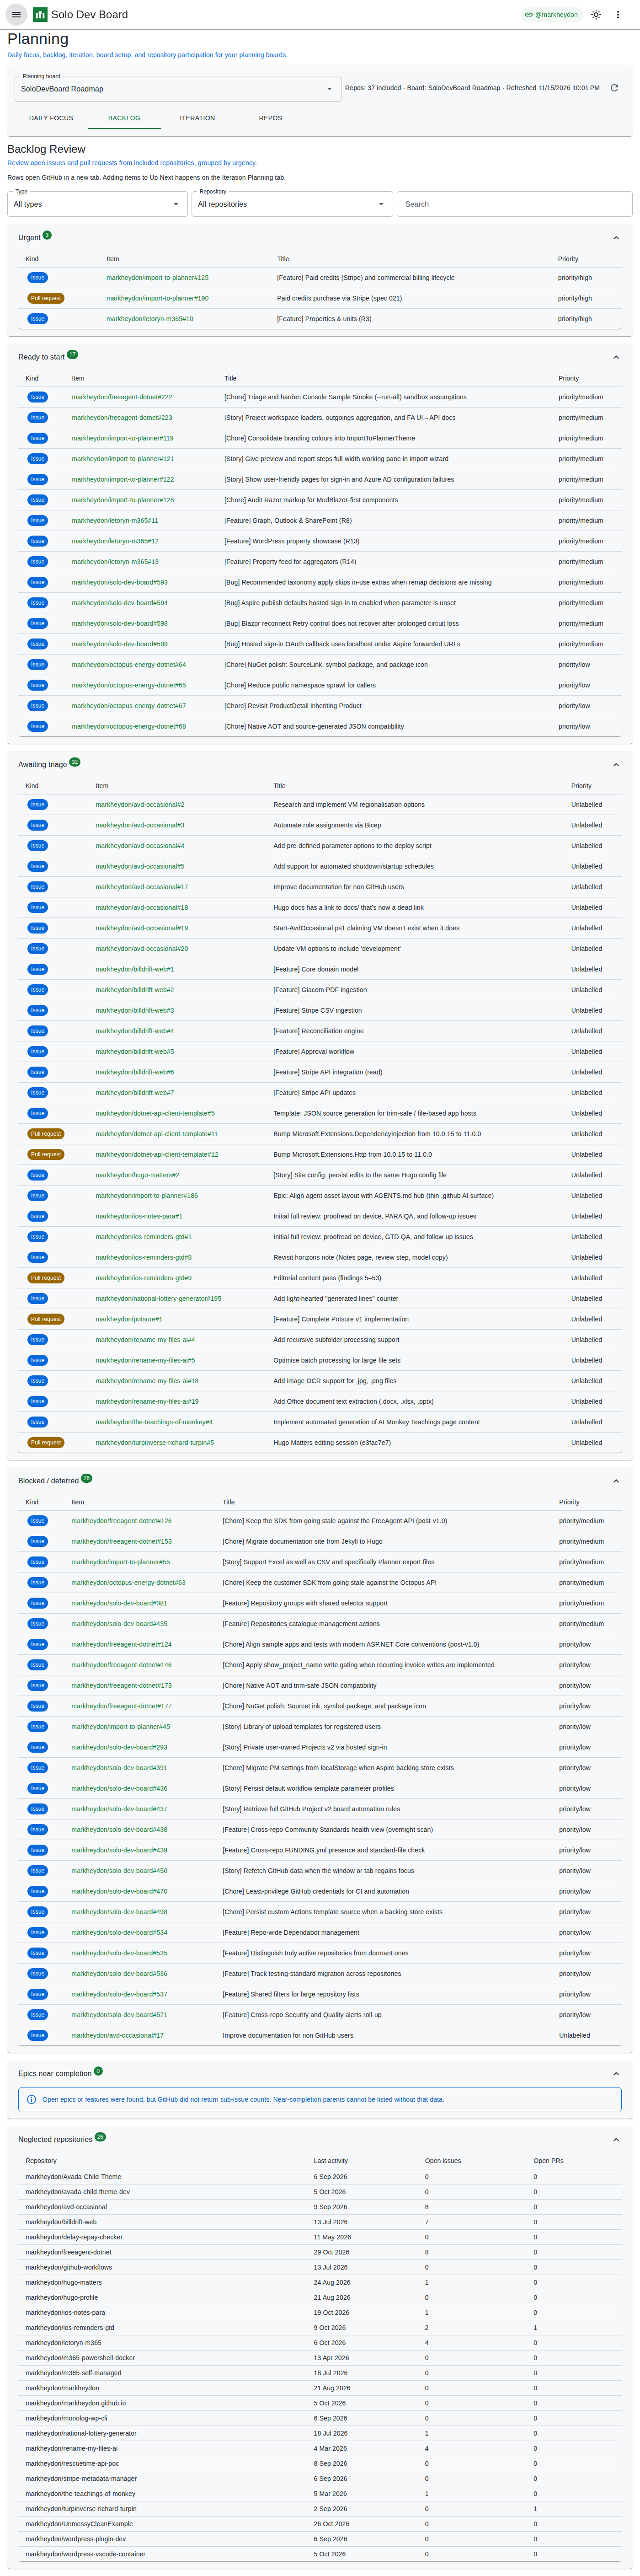 Solo Dev Board
@markheydon
Planning
Daily focus, backlog, iteration, board setup, and repository participation for your planning boards.
Planning board
SoloDevBoard Roadmap
Repos: 37 included · Board: SoloDevBoard Roadmap · Refreshed 11/15/2026 10:01 PM
DAILY FOCUS BACKLOG ITERATION REPOS
Backlog Review
Review open issues and pull requests from included repositories, grouped by urgency.
Rows open GitHub in a new tab. Adding items to Up Next happens on the Iteration Planning tab.
Type Repository
All types All repositories Search
Urgent 3
Kind Item Title Priority
Issue markheydon/import-to-planner#125 [Feature] Paid credits (Stripe) and commercial billing lifecycle priority/high
Pull request markheydon/import-to-planner#190 Paid credits purchase via Stripe (spec 021) priority/high
Issue markheydon/letoryn-m365#10 [Feature] Properties & units (R3) priority/high
Ready to start 17
Kind Item Title Priority
Issue markheydon/freeagent-dotnet#222 [Chore] Triage and harden Console Sample Smoke (--run-all) sandbox assumptions priority/medium
Issue markheydon/freeagent-dotnet#223 [Story] Project workspace loaders, outgoings aggregation, and FA UI→API docs priority/medium
Issue markheydon/import-to-planner#119 [Chore] Consolidate branding colours into ImportToPlannerTheme priority/medium
Issue markheydon/import-to-planner#121 [Story] Give preview and report steps full-width working pane in import wizard priority/medium
Issue markheydon/import-to-planner#122 [Story] Show user-friendly pages for sign-in and Azure AD configuration failures priority/medium
Issue markheydon/import-to-planner#128 [Chore] Audit Razor markup for MudBlazor-first components priority/medium
Issue markheydon/letoryn-m365#11 [Feature] Graph, Outlook & SharePoint (R8) priority/medium
Issue markheydon/letoryn-m365#12 [Feature] WordPress property showcase (R13) priority/medium
Issue markheydon/letoryn-m365#13 [Feature] Property feed for aggregators (R14) priority/medium
Issue markheydon/solo-dev-board#593 [Bug] Recommended taxonomy apply skips in-use extras when remap decisions are missing priority/medium
Issue markheydon/solo-dev-board#594 [Bug] Aspire publish defaults hosted sign-in to enabled when parameter is unset priority/medium
Issue markheydon/solo-dev-board#598 [Bug] Blazor reconnect Retry control does not recover after prolonged circuit loss priority/medium
Issue markheydon/solo-dev-board#599 [Bug] Hosted sign-in OAuth callback uses localhost under Aspire forwarded URLs priority/medium
Issue markheydon/octopus-energy-dotnet#64 [Chore] NuGet polish: SourceLink, symbol package, and package icon priority/low
Issue markheydon/octopus-energy-dotnet#65 [Chore] Reduce public namespace sprawl for callers priority/low
Issue markheydon/octopus-energy-dotnet#67 [Chore] Revisit ProductDetail inheriting Product priority/low
Issue markheydon/octopus-energy-dotnet#68 [Chore] Native AOT and source-generated JSON compatibility priority/low
Awaiting triage 32
Kind Item Title Priority
Issue markheydon/avd-occasional#2 Research and implement VM regionalisation options Unlabelled
Issue markheydon/avd-occasional#3 Automate role assignments via Bicep Unlabelled
Issue markheydon/avd-occasional#4 Add pre-defined parameter options to the deploy script Unlabelled
Issue markheydon/avd-occasional#5 Add support for automated shutdown/startup schedules Unlabelled
Issue markheydon/avd-occasional#17 Improve documentation for non GitHub users Unlabelled
Issue markheydon/avd-occasional#18 Hugo docs has a link to docs/ that's now a dead link Unlabelled
Issue markheydon/avd-occasional#19 Start-AvdOccasional.ps1 claiming VM doesn't exist when it does Unlabelled
Issue markheydon/avd-occasional#20 Update VM options to include 'development' Unlabelled
Issue markheydon/billdrift-web#1 [Feature] Core domain model Unlabelled
Issue markheydon/billdrift-web#2 [Feature] Giacom PDF ingestion Unlabelled
Issue markheydon/billdrift-web#3 [Feature] Stripe CSV ingestion Unlabelled
Issue markheydon/billdrift-web#4 [Feature] Reconciliation engine Unlabelled
Issue markheydon/billdrift-web#5 [Feature] Approval workflow Unlabelled
Issue markheydon/billdrift-web#6 [Feature] Stripe API integration (read) Unlabelled
Issue markheydon/billdrift-web#7 [Feature] Stripe API updates Unlabelled
Issue markheydon/dotnet-api-client-template#5 Template: JSON source generation for trim-safe / file-based app hosts Unlabelled
Pull request markheydon/dotnet-api-client-template#11 Bump Microsoft.Extensions.DependencyInjection from 10.0.15 to 11.0.0 Unlabelled
Pull request markheydon/dotnet-api-client-template#12 Bump Microsoft.Extensions.Http from 10.0.15 to 11.0.0 Unlabelled
Issue markheydon/hugo-matters#2 [Story] Site config: persist edits to the same Hugo config file Unlabelled
Issue markheydon/import-to-planner#186 Epic: Align agent asset layout with AGENTS.md hub (thin .github AI surface) Unlabelled
Issue markheydon/ios-notes-para#1 Initial full review: proofread on device, PARA QA, and follow-up issues Unlabelled
Issue markheydon/ios-reminders-gtd#1 Initial full review: proofread on device, GTD QA, and follow-up issues Unlabelled
Issue markheydon/ios-reminders-gtd#8 Revisit horizons note (Notes page, review step, model copy) Unlabelled
Pull request markheydon/ios-reminders-gtd#9 Editorial content pass (findings 5–53) Unlabelled
Issue markheydon/national-lottery-generator#195 Add light-hearted "generated lines" counter Unlabelled
Pull request markheydon/potsure#1 [Feature] Complete Potsure v1 implementation Unlabelled
Issue markheydon/rename-my-files-ai#4 Add recursive subfolder processing support Unlabelled
Issue markheydon/rename-my-files-ai#5 Optimise batch processing for large file sets Unlabelled
Issue markheydon/rename-my-files-ai#18 Add image OCR support for .jpg, .png files Unlabelled
Issue markheydon/rename-my-files-ai#19 Add Office document text extraction (.docx, .xlsx, .pptx) Unlabelled
Issue markheydon/the-teachings-of-monkey#4 Implement automated generation of AI Monkey Teachings page content Unlabelled
Pull request markheydon/turpinverse-richard-turpin#5 Hugo Matters editing session (e3fac7e7) Unlabelled
Blocked / deferred 26
Kind Item Title Priority
Issue markheydon/freeagent-dotnet#126 [Chore] Keep the SDK from going stale against the FreeAgent API (post-v1.0) priority/medium
Issue markheydon/freeagent-dotnet#153 [Chore] Migrate documentation site from Jekyll to Hugo priority/medium
Issue markheydon/import-to-planner#55 [Story] Support Excel as well as CSV and specifically Planner export files priority/medium
Issue markheydon/octopus-energy-dotnet#63 [Chore] Keep the customer SDK from going stale against the Octopus API priority/medium
Issue markheydon/solo-dev-board#381 [Feature] Repository groups with shared selector support priority/medium
Issue markheydon/solo-dev-board#435 [Feature] Repositories catalogue management actions priority/medium
Issue markheydon/freeagent-dotnet#124 [Chore] Align sample apps and tests with modern ASP.NET Core conventions (post-v1.0) priority/low
Issue markheydon/freeagent-dotnet#146 [Chore] Apply show_project_name write gating when recurring invoice writes are implemented priority/low
Issue markheydon/freeagent-dotnet#173 [Chore] Native AOT and trim-safe JSON compatibility priority/low
Issue markheydon/freeagent-dotnet#177 [Chore] NuGet polish: SourceLink, symbol package, and package icon priority/low
Issue markheydon/import-to-planner#45 [Story] Library of upload templates for registered users priority/low
Issue markheydon/solo-dev-board#293 [Story] Private user-owned Projects v2 via hosted sign-in priority/low
Issue markheydon/solo-dev-board#391 [Chore] Migrate PM settings from localStorage when Aspire backing store exists priority/low
Issue markheydon/solo-dev-board#436 [Story] Persist default workflow template parameter profiles priority/low
Issue markheydon/solo-dev-board#437 [Story] Retrieve full GitHub Project v2 board automation rules priority/low
Issue markheydon/solo-dev-board#438 [Feature] Cross-repo Community Standards health view (overnight scan) priority/low
Issue markheydon/solo-dev-board#439 [Feature] Cross-repo FUNDING.yml presence and standard-file check priority/low
Issue markheydon/solo-dev-board#450 [Story] Refetch GitHub data when the window or tab regains focus priority/low
Issue markheydon/solo-dev-board#470 [Chore] Least-privilege GitHub credentials for CI and automation priority/low
Issue markheydon/solo-dev-board#498 [Chore] Persist custom Actions template source when a backing store exists priority/low
Issue markheydon/solo-dev-board#534 [Feature] Repo-wide Dependabot management priority/low
Issue markheydon/solo-dev-board#535 [Feature] Distinguish truly active repositories from dormant ones priority/low
Issue markheydon/solo-dev-board#536 [Feature] Track testing-standard migration across repositories priority/low
Issue markheydon/solo-dev-board#537 [Feature] Shared filters for large repository lists priority/low
Issue markheydon/solo-dev-board#571 [Feature] Cross-repo Security and Quality alerts roll-up priority/low
Issue markheydon/avd-occasional#17 Improve documentation for non GitHub users Unlabelled
Epics near completion 0
Open epics or features were found, but GitHub did not return sub-issue counts. Near-completion parents cannot be listed without that data.
Neglected repositories 26
Repository Last activity Open issues Open PRs
markheydon/Avada-Child-Theme 6 Sep 2026 0 0
markheydon/avada-child-theme-dev 5 Oct 2026 0 0
markheydon/avd-occasional 9 Sep 2026 8 0
markheydon/billdrift-web 13 Jul 2026 7 0
markheydon/delay-repay-checker 11 May 2026 0 0
markheydon/freeagent-dotnet 29 Oct 2026 8 0
markheydon/github-workflows 13 Jul 2026 0 0
markheydon/hugo-matters 24 Aug 2026 1 0
markheydon/hugo-profile 21 Aug 2026 0 0
markheydon/ios-notes-para 19 Oct 2026 1 0
markheydon/ios-reminders-gtd 9 Oct 2026 2 1
markheydon/letoryn-m365 6 Oct 2026 4 0
markheydon/m365-powershell-docker 13 Apr 2026 0 0
markheydon/m365-self-managed 18 Jul 2026 0 0
markheydon/markheydon 21 Aug 2026 0 0
markheydon/markheydon.github.io 5 Oct 2026 0 0
markheydon/monolog-wp-cli 6 Sep 2026 0 0
markheydon/national-lottery-generator 18 Jul 2026 1 0
markheydon/rename-my-files-ai 4 Mar 2026 4 0
markheydon/rescuetime-api-poc 8 Sep 2026 0 0
markheydon/stripe-metadata-manager 6 Sep 2026 0 0
markheydon/the-teachings-of-monkey 5 Mar 2026 1 0
markheydon/turpinverse-richard-turpin 2 Sep 2026 0 1
markheydon/UnmessyCleanExample 26 Oct 2026 0 0
markheydon/wordpress-plugin-dev 6 Sep 2026 0 0
markheydon/wordpress-vscode-container 5 Oct 2026 0 0